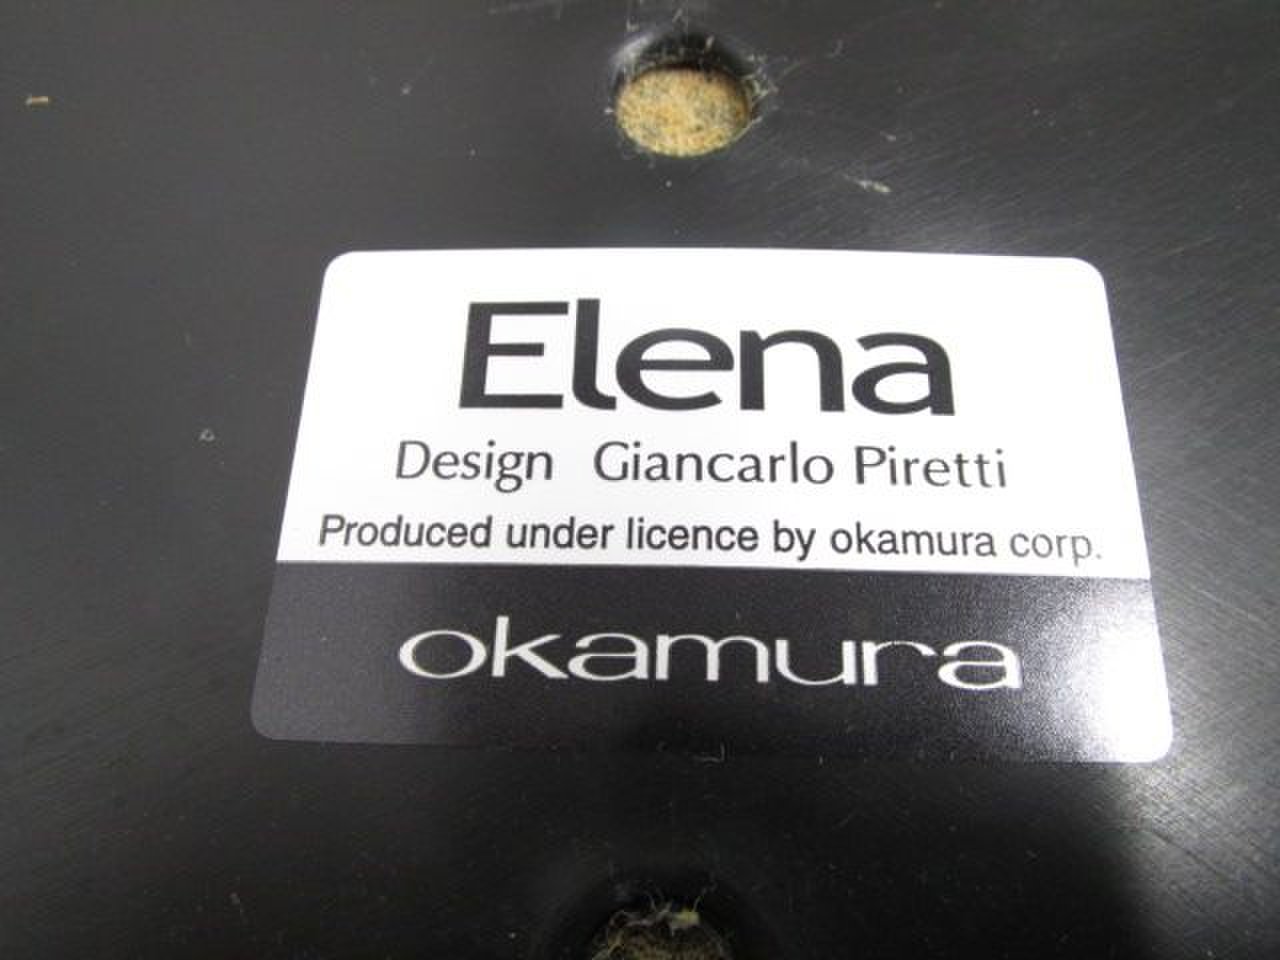 Elena
Design Giancarlo Piretti
Produced under licence by okamura corp.
okamura